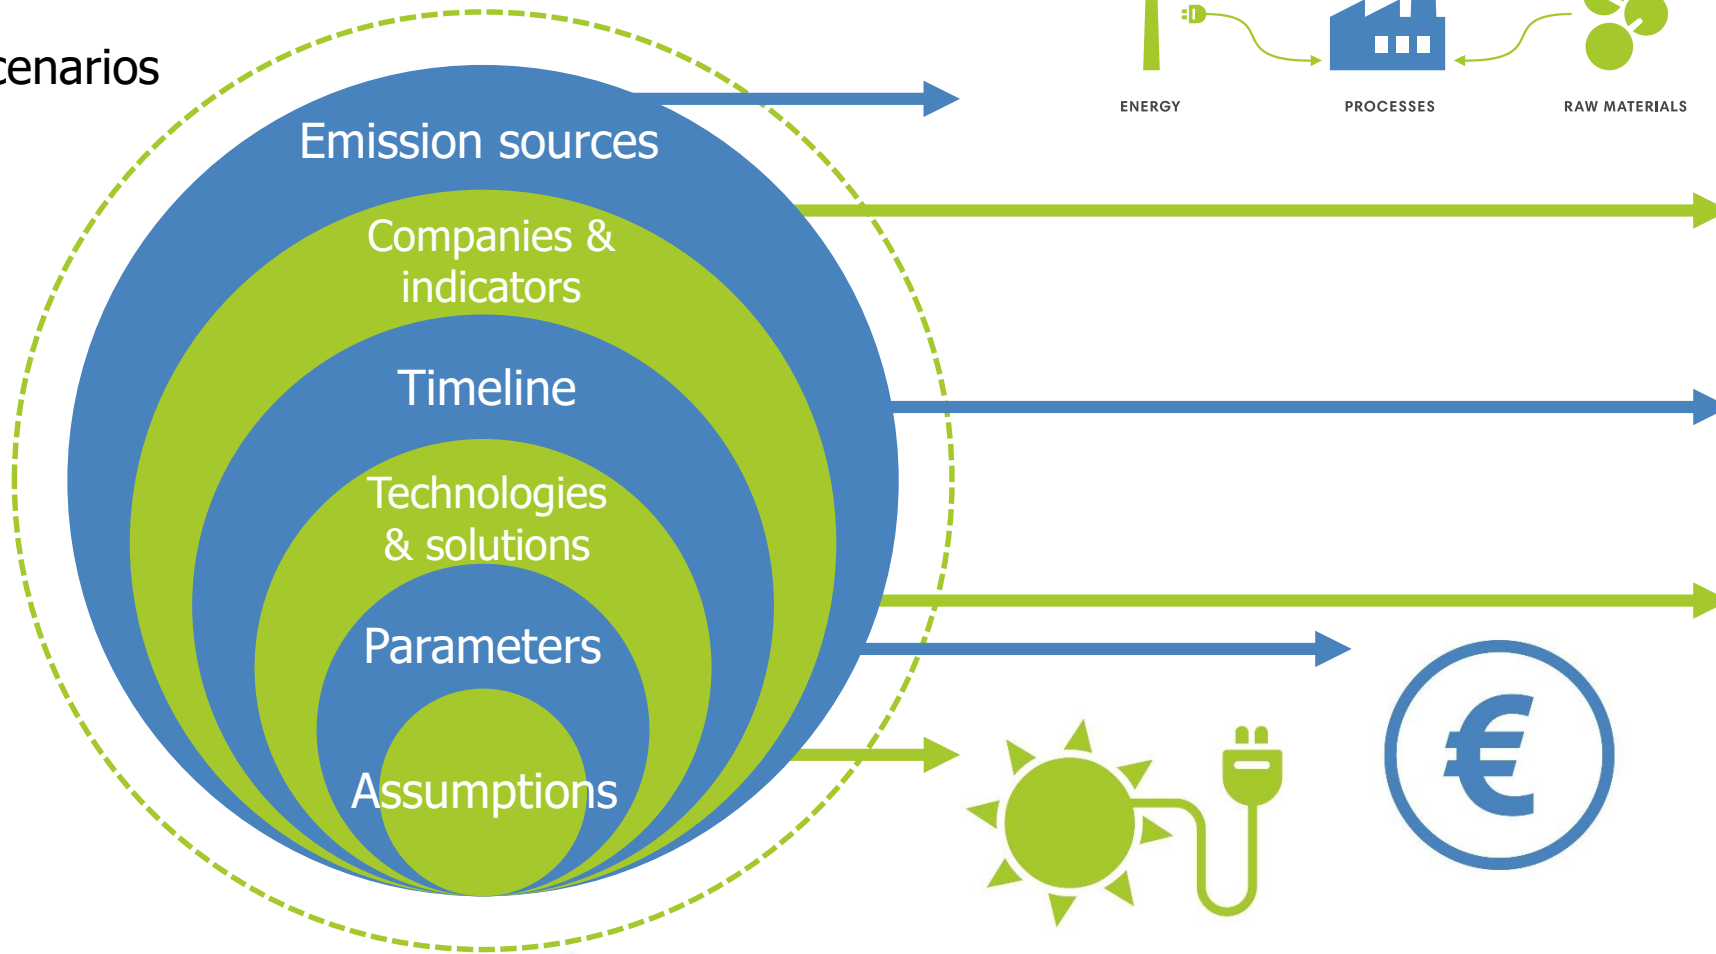 cenarios
Emission sources
Companies &
indicators
Timeline
Technologies
& solutions
Parameters
Assumptions
ENERGY
PROCESSES
RAW MATERIALS
€